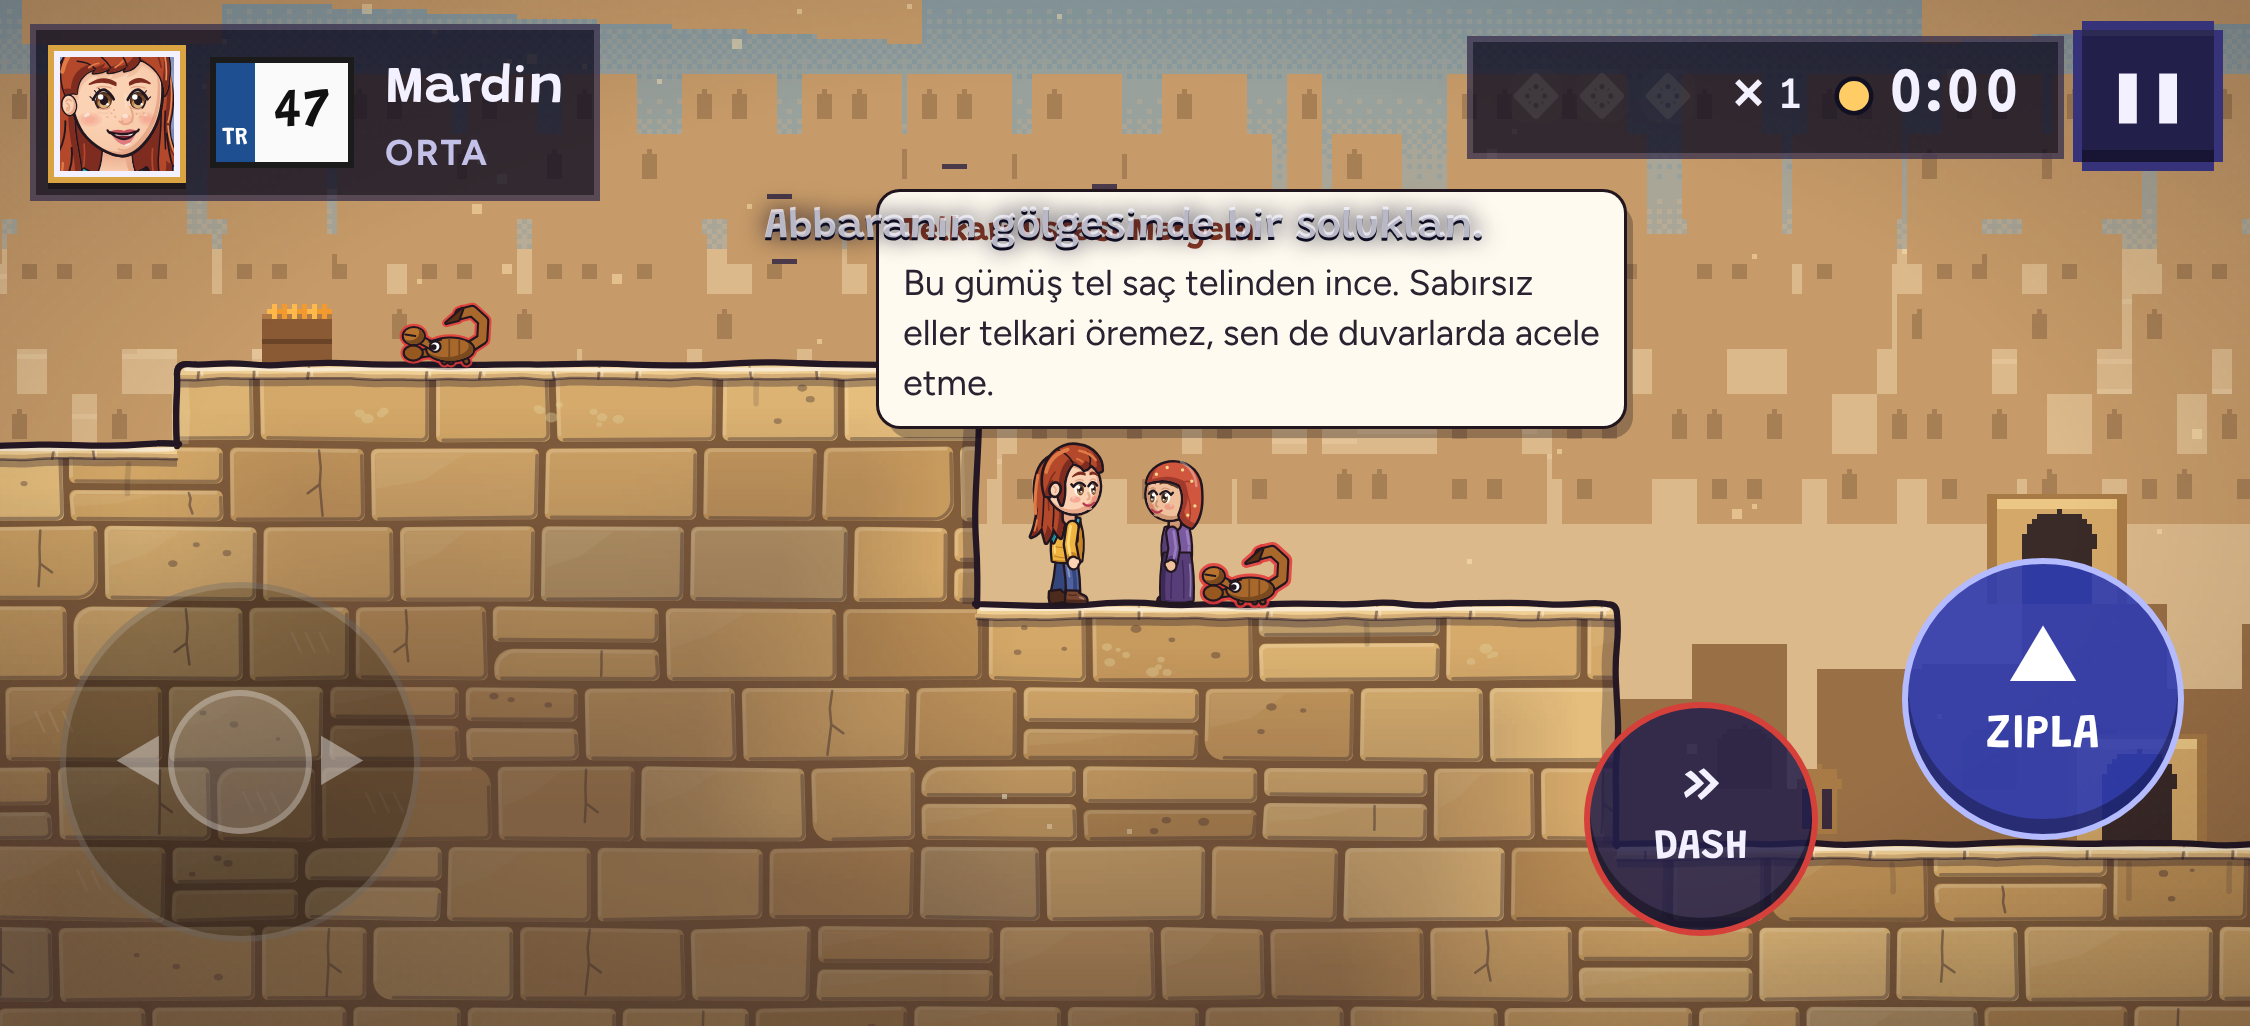 TR 47
Mardin
ORTA
× 1 0:00
Abbaranın gölgesinde bir soluklan.
Bu gümüş tel saç telinden ince. Sabırsız
eller telkari öremez, sen de duvarlarda acele
etme.
DASH
ZIPLA